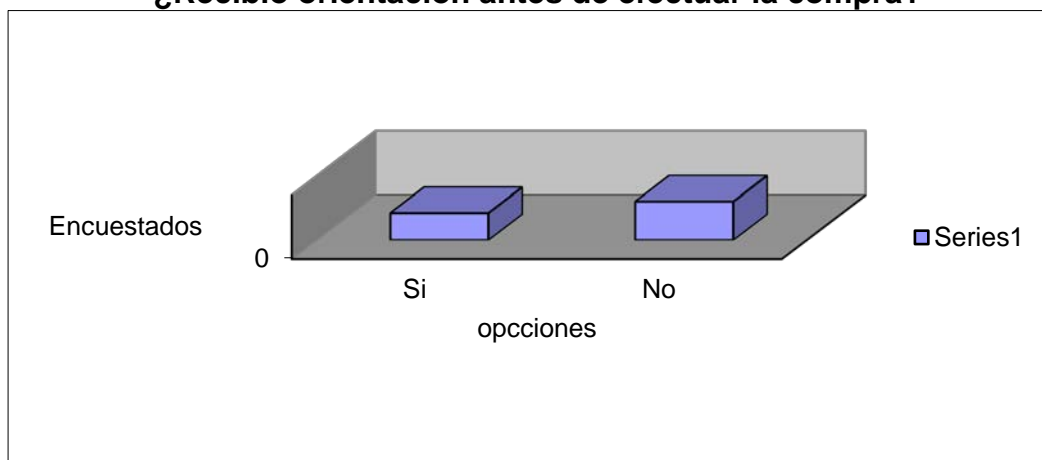 ¿Recibió orientación antes de efectuar la compra?
Encuestados
0
Si
No
opcciones
Series1